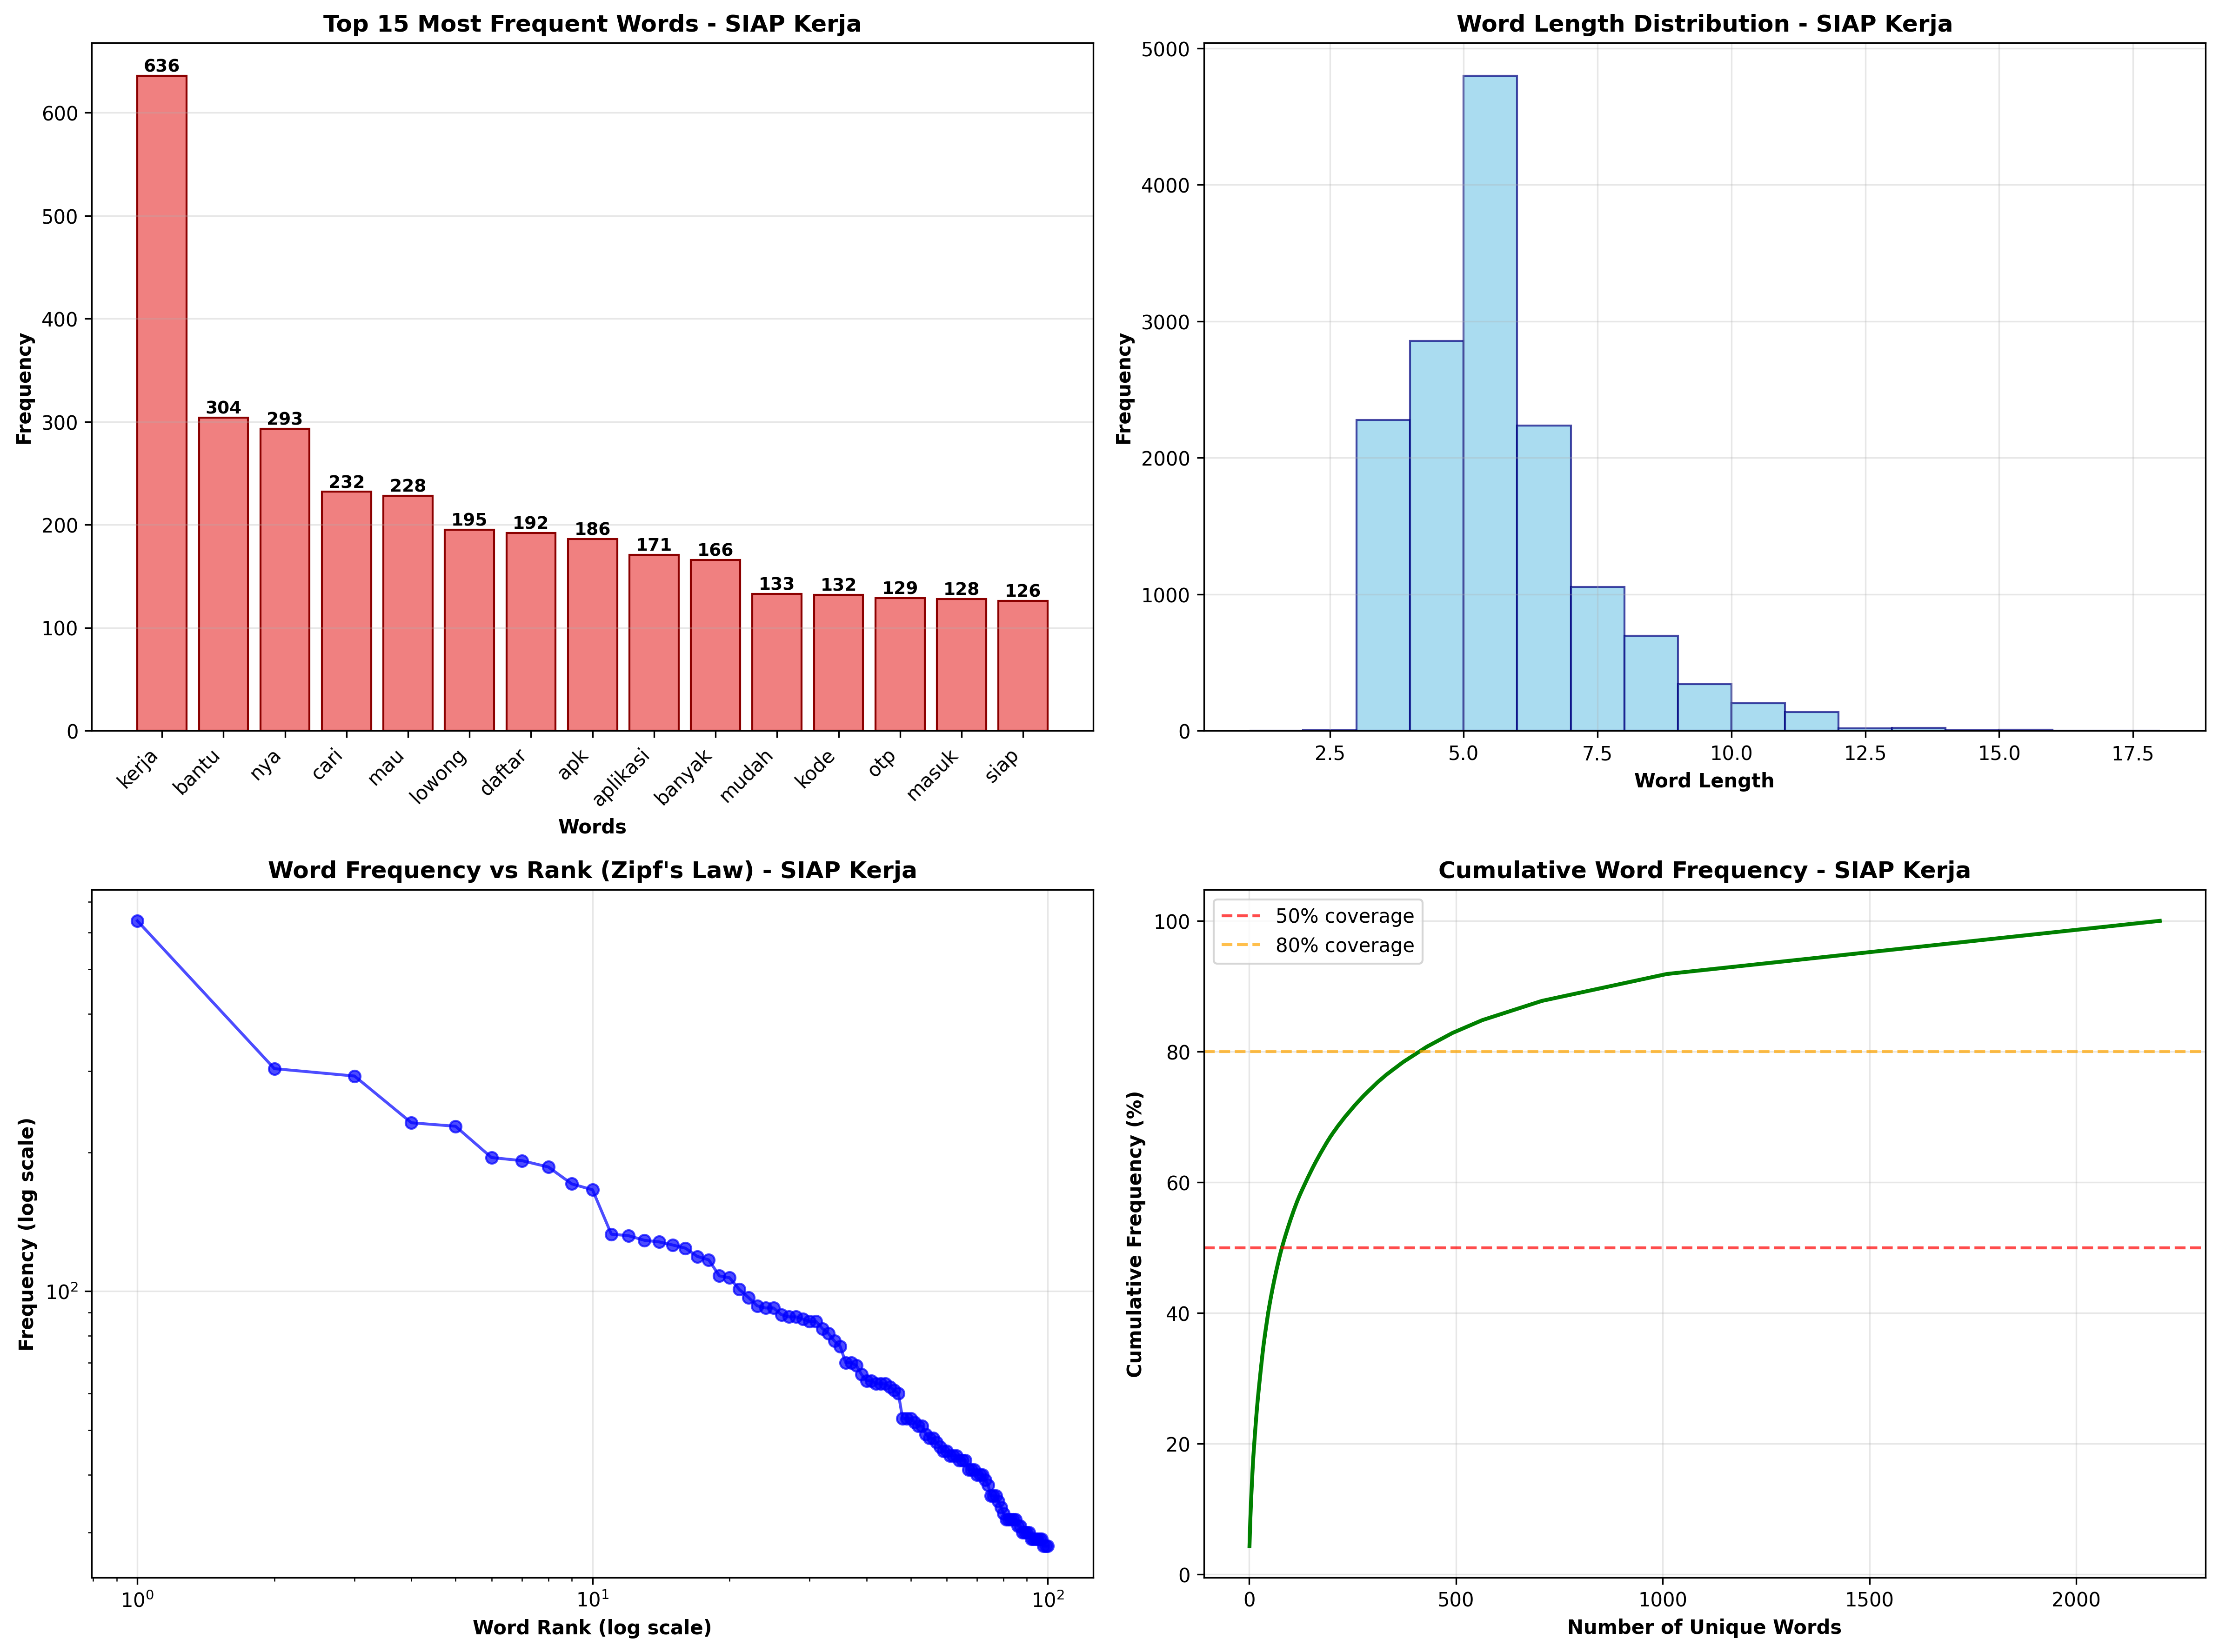 Top 15 Most Frequent Words - SIAP Kerja
Frequency
600
500
400
300
200
100
0
636
304
293
232
228
195
192
186
171
166
133
132
129
128
126
kerja
bantu
nya
cari
mau
lowong
daftar
apk
aplikasi
banyak
mudah
kode
otp
masuk
siap
Words
Word Length Distribution - SIAP Kerja
Frequency
5000
4000
3000
2000
1000
0
2.5
5.0
7.5
10.0
12.5
15.0
17.5
Word Length
Word Frequency vs Rank (Zipf's Law) - SIAP Kerja
Frequency (log scale)
10²
10⁰
10¹
10²
Word Rank (log scale)
Cumulative Word Frequency - SIAP Kerja
50% coverage
80% coverage
Cumulative Frequency (%)
100
80
60
40
20
0
0
500
1000
1500
2000
Number of Unique Words